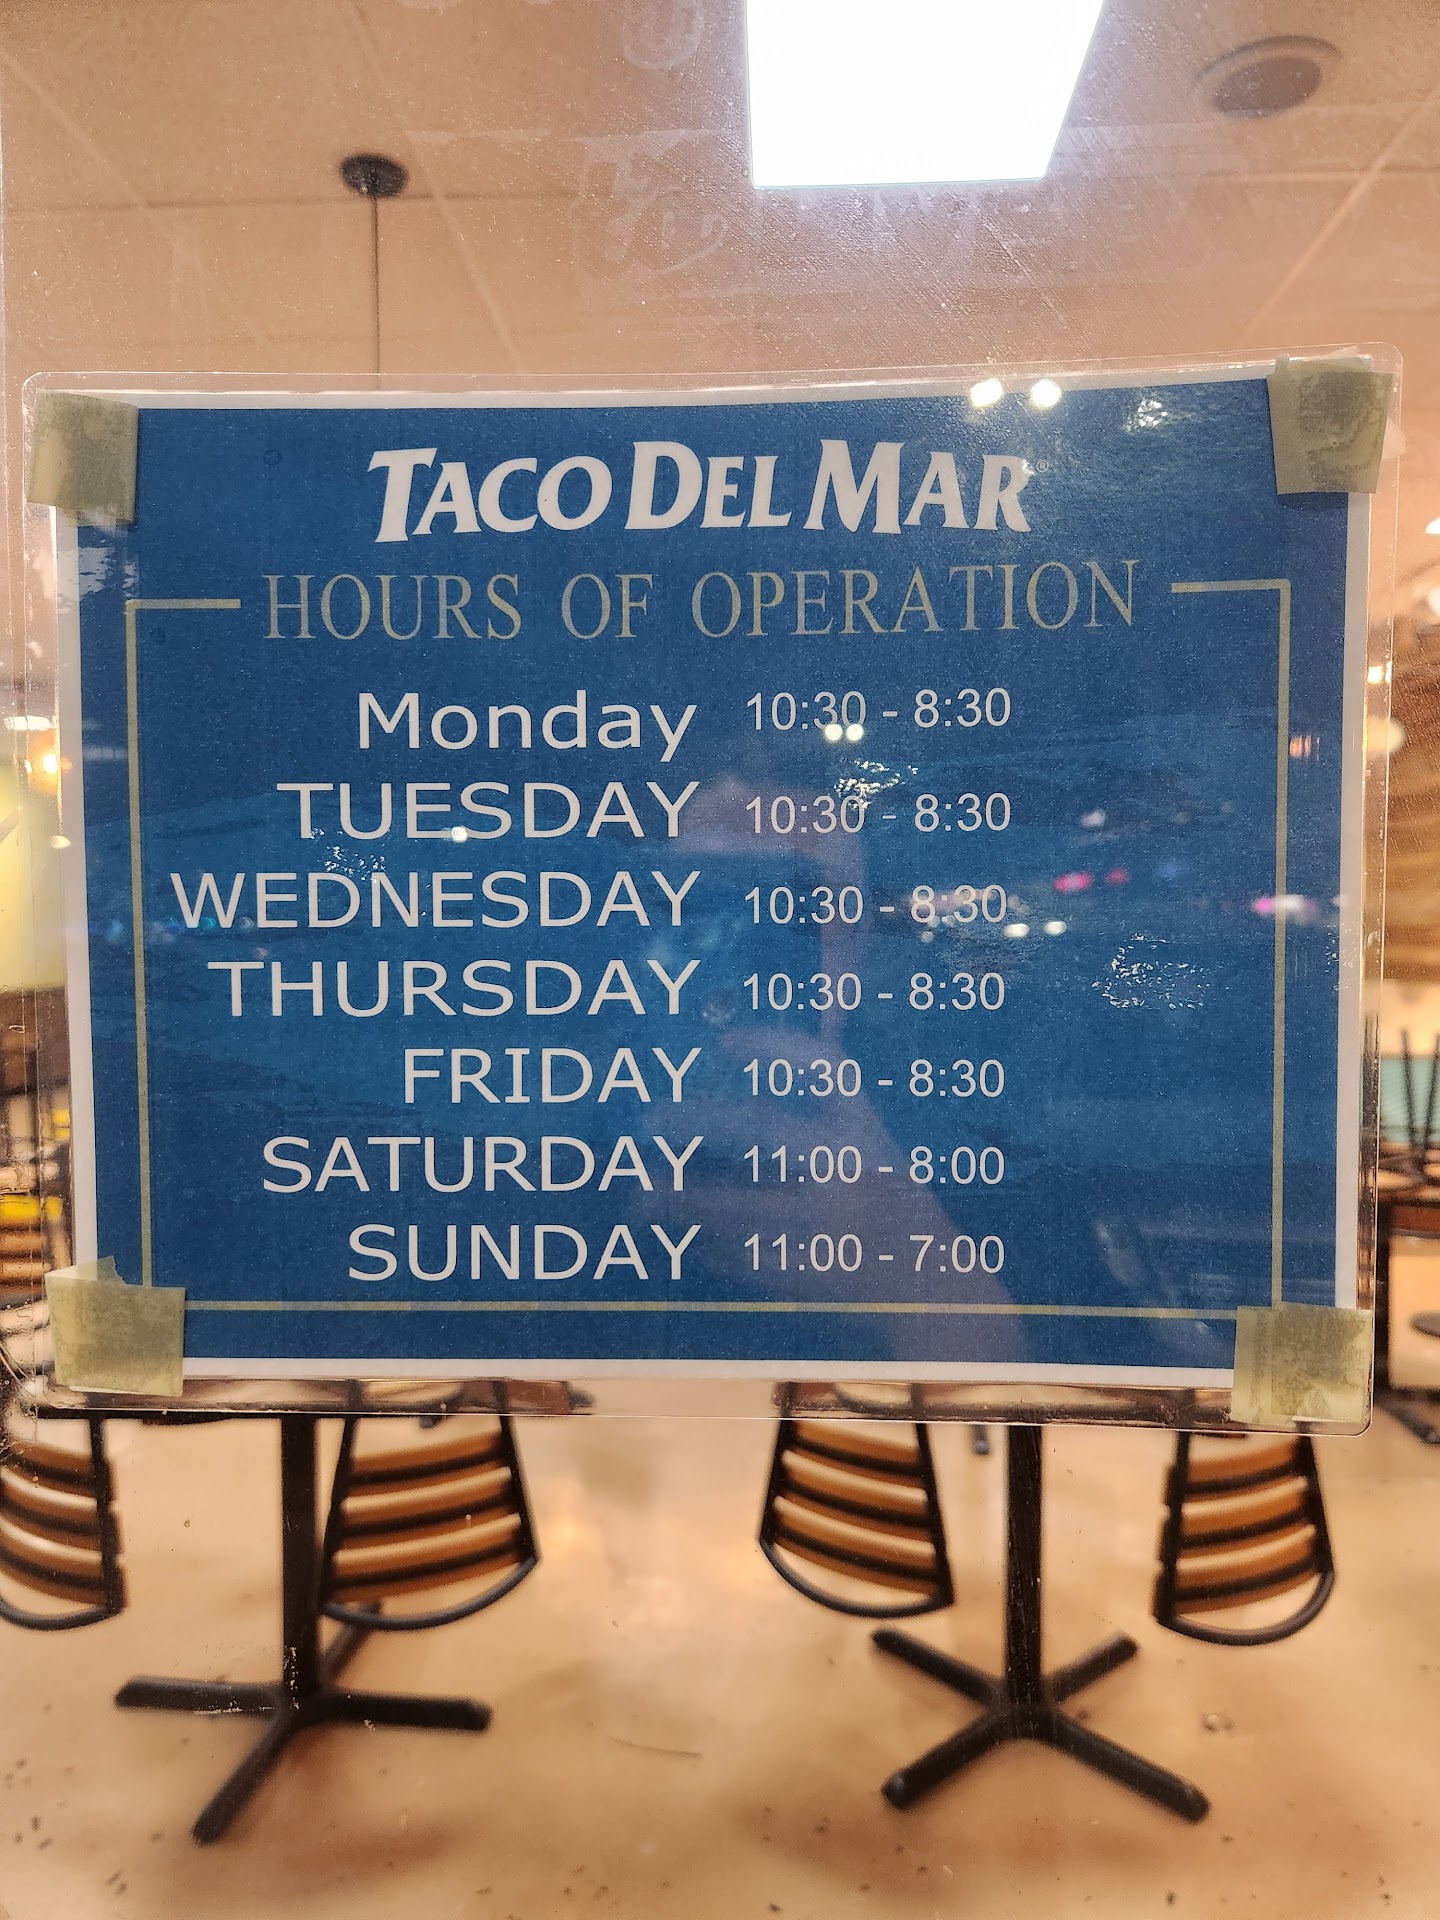 TACO DEL MAR®
HOURS OF OPERATION
Monday 10:30 - 8:30
TUESDAY 10:30 - 8:30
WEDNESDAY 10:30 - 8:30
THURSDAY 10:30 - 8:30
FRIDAY 10:30 - 8:30
SATURDAY 11:00 - 8:00
SUNDAY 11:00 - 7:00